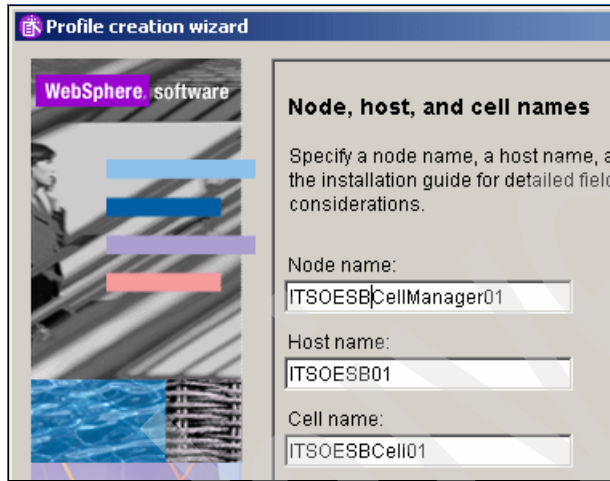 Profile creation wizard
WebSphere. software
Node, host, and cell names
Specify a node name, a host name, a
the installation guide for detailed field
considerations.
Node name:
ITSOESBCellManager01
Host name:
ITSOESB01
Cell name:
ITSOESBCell01